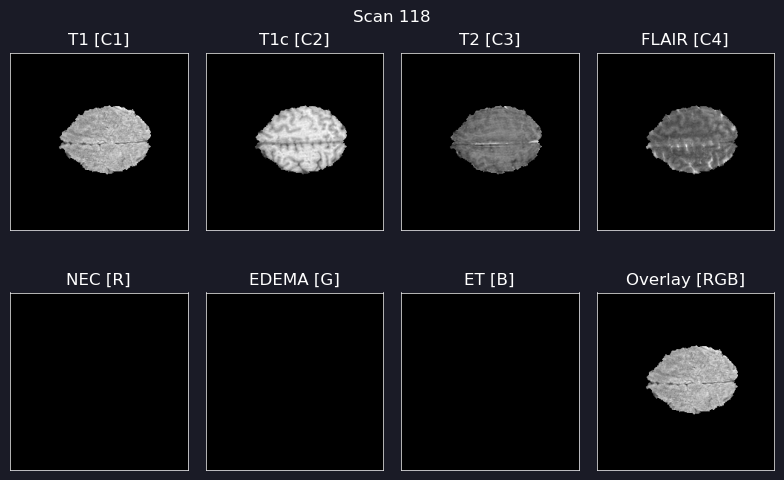 Scan 118
T1 [C1]
T1c [C2]
T2 [C3]
FLAIR [C4]
NEC [R]
EDEMA [G]
ET [B]
Overlay [RGB]